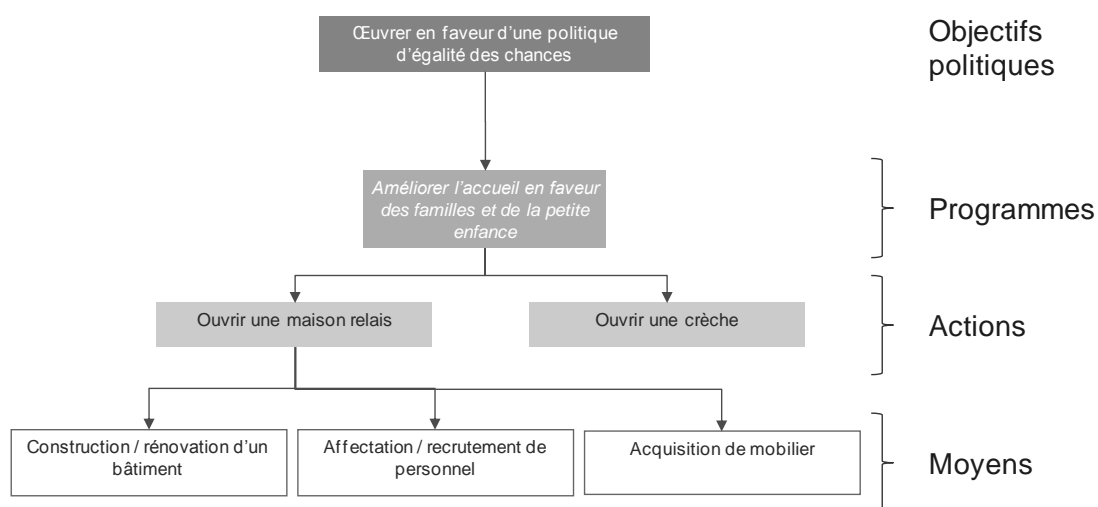 Œuvrer en faveur d'une politique
d'égalité des chances
Objectifs
politiques
Améliorer l'accueil en faveur
des familles et de la petite
enfance
Programmes
Ouvrir une maison relais
Ouvrir une crèche
Actions
Construction / rénovation d'un
bâtiment
Affectation / recrutement de
personnel
Acquisition de mobilier
Moyens